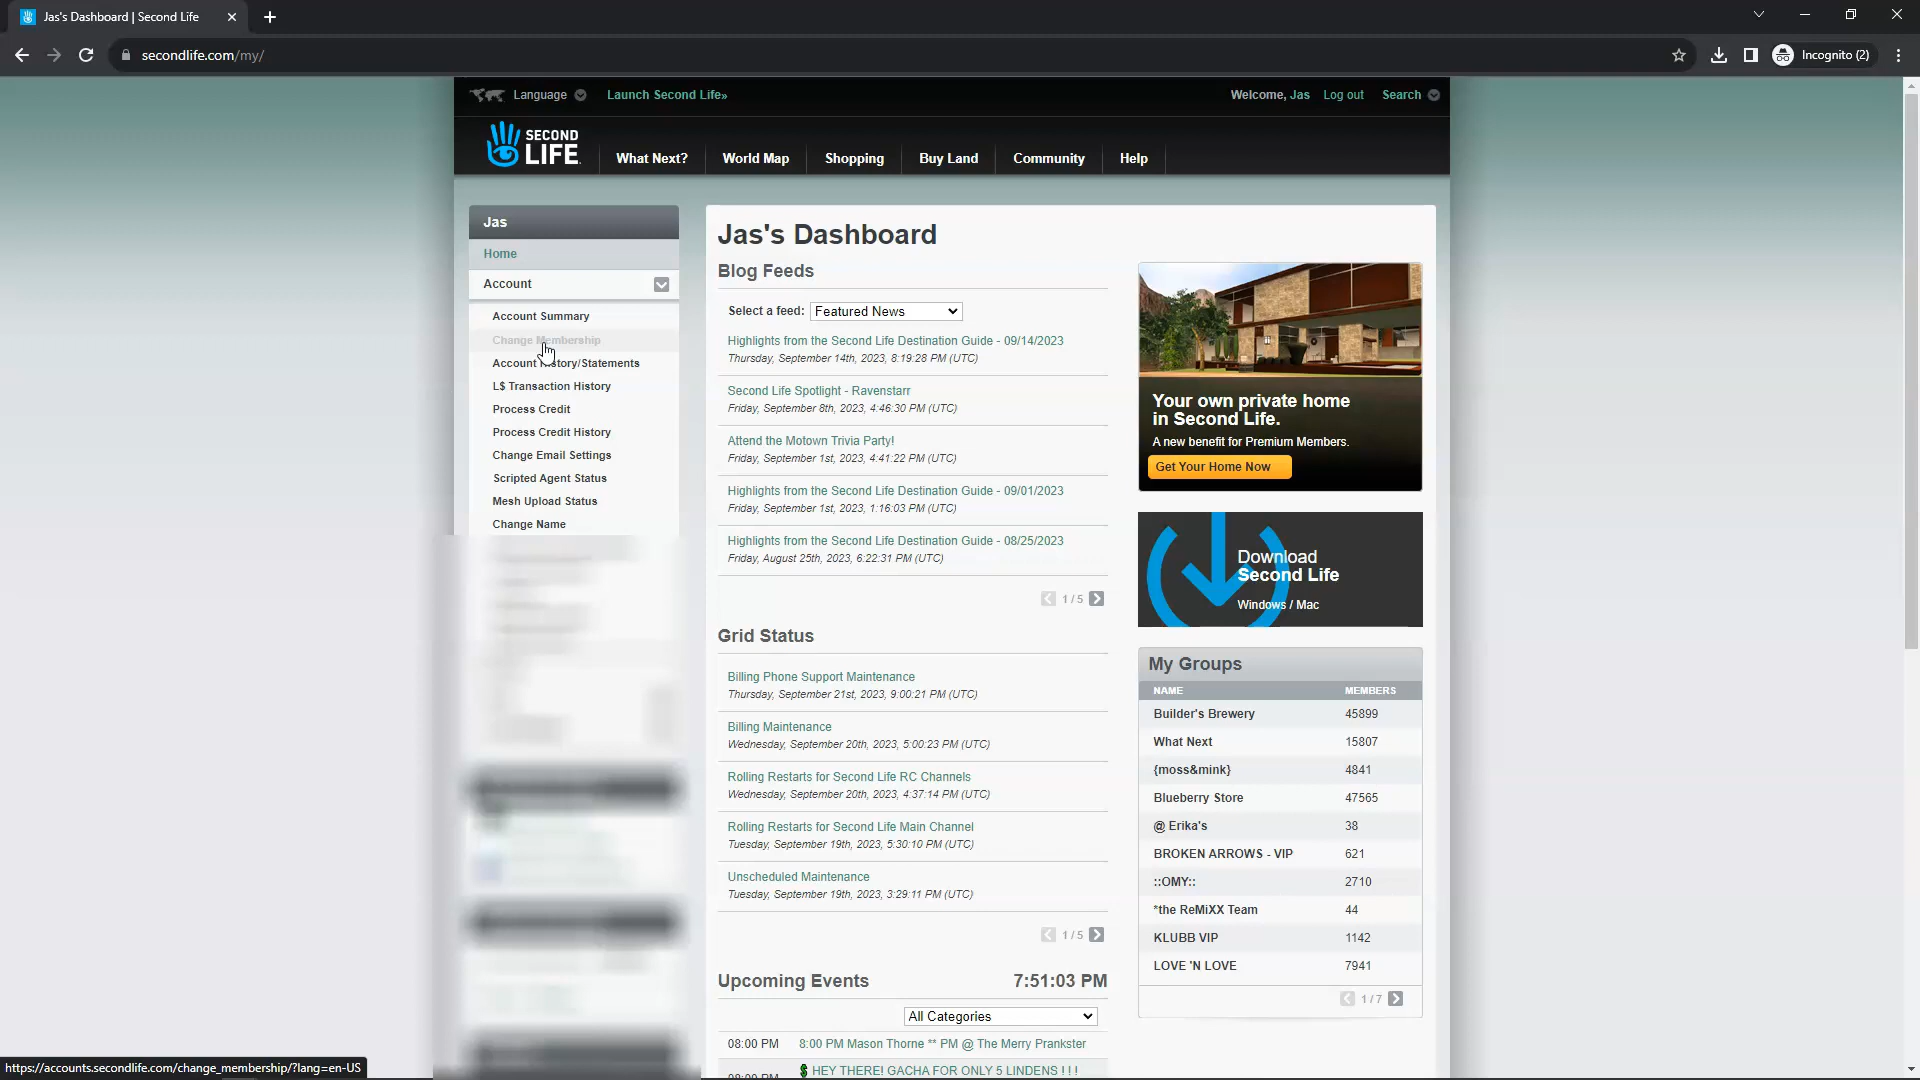 Jas's Dashboard | Second Life
secondlife.com/my/
Incognito (2)
Language
Launch Second Life»
Welcome, Jas
Log out
Search
SECOND
LIFE
What Next?
World Map
Shopping
Buy Land
Community
Help
Jas
Home
Account
Account Summary
Change Membership
Account History/Statements
L$ Transaction History
Process Credit
Process Credit History
Change Email Settings
Scripted Agent Status
Mesh Upload Status
Change Name
Jas's Dashboard
Blog Feeds
Select a feed: Featured News
Highlights from the Second Life Destination Guide - 09/14/2023
Thursday, September 14th, 2023, 8:19:28 PM (UTC)
Second Life Spotlight - Ravenstarr
Friday, September 8th, 2023, 4:46:30 PM (UTC)
Attend the Motown Trivia Party!
Friday, September 1st, 2023, 4:41:22 PM (UTC)
Highlights from the Second Life Destination Guide - 09/01/2023
Friday, September 1st, 2023, 1:16:03 PM (UTC)
Highlights from the Second Life Destination Guide - 08/25/2023
Friday, August 25th, 2023, 6:22:31 PM (UTC)
1 / 5
Grid Status
Billing Phone Support Maintenance
Thursday, September 21st, 2023, 9:00:21 PM (UTC)
Billing Maintenance
Wednesday, September 20th, 2023, 5:00:23 PM (UTC)
Rolling Restarts for Second Life RC Channels
Wednesday, September 20th, 2023, 4:37:14 PM (UTC)
Rolling Restarts for Second Life Main Channel
Tuesday, September 19th, 2023, 5:30:10 PM (UTC)
Unscheduled Maintenance
Tuesday, September 19th, 2023, 3:29:11 PM (UTC)
1 / 5
Upcoming Events 7:51:03 PM
All Categories
08:00 PM 8:00 PM Mason Thorne ** PM @ The Merry Prankster
08:00 PM $ HEY THERE! GACHA FOR ONLY 5 LINDENS ! ! !
Your own private home
in Second Life.
A new benefit for Premium Members.
Get Your Home Now
Download
Second Life
Windows / Mac
My Groups
NAME MEMBERS
Builder's Brewery 45899
What Next 15807
{moss&mink} 4841
Blueberry Store 47565
@ Erika's 38
BROKEN ARROWS - VIP 621
::OMY:: 2710
*the ReMiXX Team 44
KLUBB VIP 1142
LOVE 'N LOVE 7941
1 / 7
https://accounts.secondlife.com/change_membership/?lang=en-US